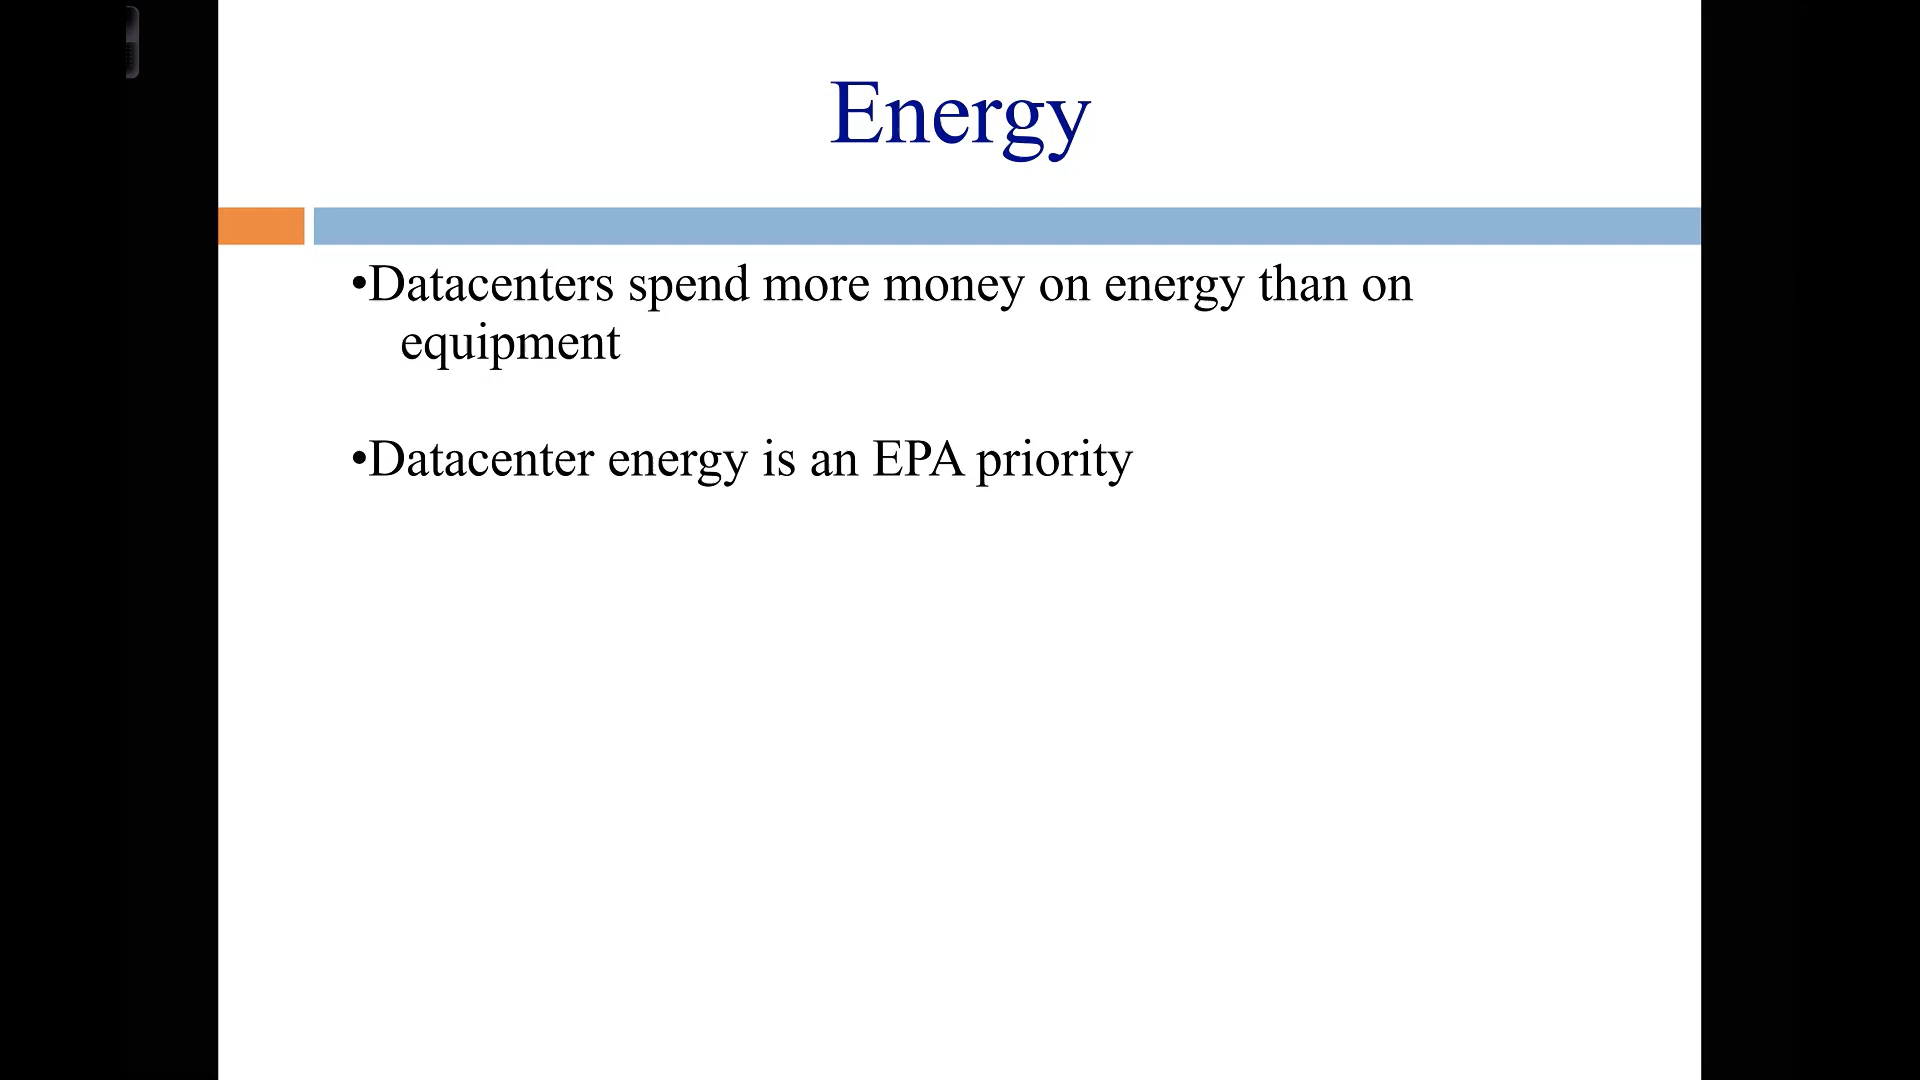 Energy
•Datacenters spend more money on energy than on
equipment
•Datacenter energy is an EPA priority